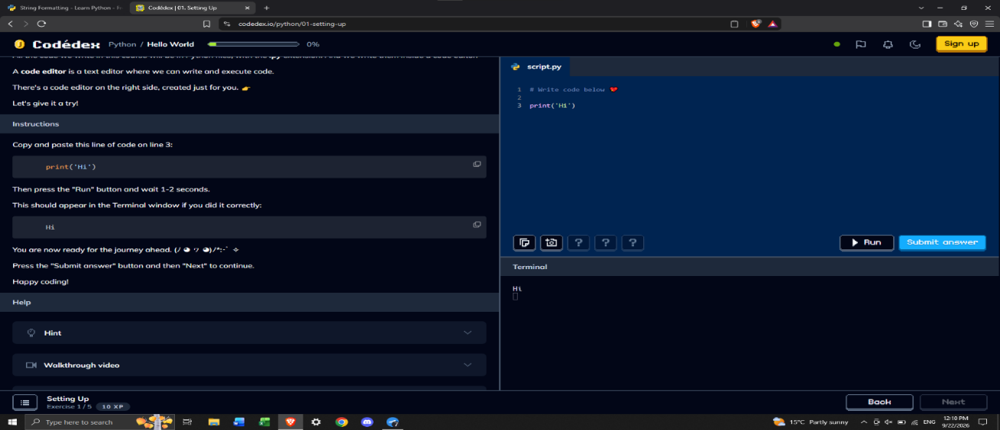 String Formatting - Learn Python - F
Codédex | 01. Setting Up
codedex.io/python/01-setting-up
Codédex Python / Hello World 0%
Sign up
A code editor is a text editor where we can write and execute code.
There's a code editor on the right side, created just for you. 👉
Let's give it a try!
Instructions
Copy and paste this line of code on line 3:
print('Hi')
Then press the "Run" button and wait 1-2 seconds.
This should appear in the Terminal window if you did it correctly:
Hi
You are now ready for the journey ahead.
Press the "Submit answer" button and then "Next" to continue.
Happy coding!
Help
Hint
Walkthrough video
script.py
1 # Write code below
2
3 print('Hi')
? ? ?
Run Submit answer
Terminal
Hi
Setting Up
Exercise 1 / 5 10 XP
Back Next
Type here to search
15°C Partly sunny
ENG
12:10 PM
9/22/2026